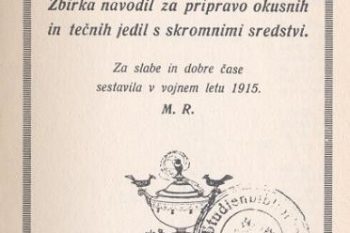 Zbirka navodil za pripravo okusnih
in tečnih jedil s skromnimi sredstvi.
Za slabe in dobre čase
sestavila v vojnem letu 1915.
M. R.